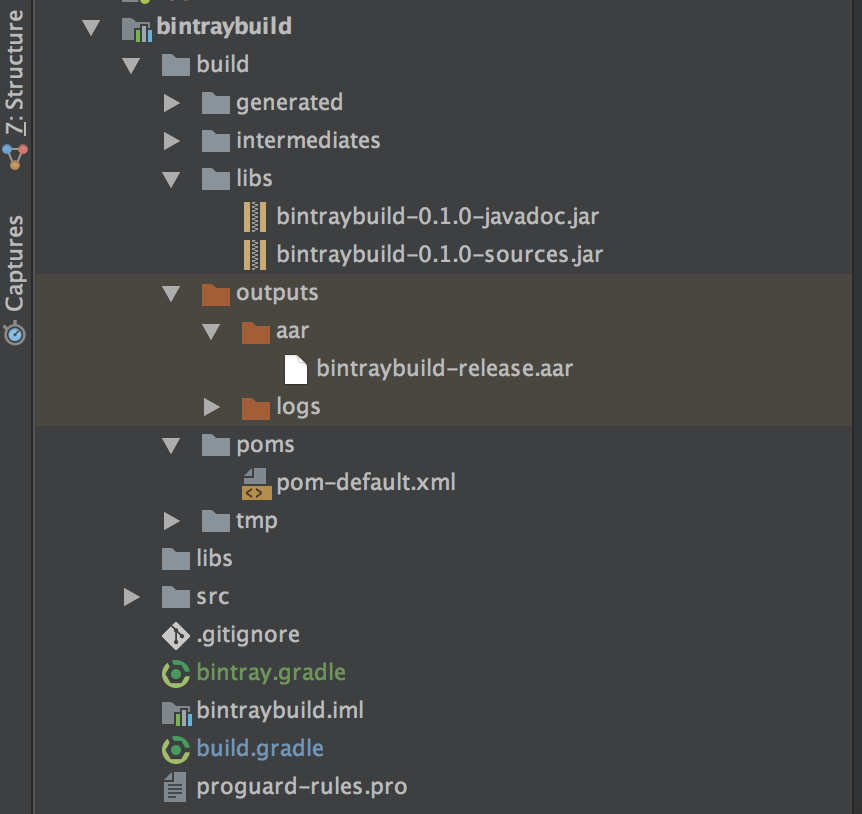 Z: Structure
Captures
bintraybuild
build
generated
intermediates
libs
bintraybuild-0.1.0-javadoc.jar
bintraybuild-0.1.0-sources.jar
outputs
aar
bintraybuild-release.aar
logs
poms
pom-default.xml
tmp
libs
src
.gitignore
bintray.gradle
bintraybuild.iml
build.gradle
proguard-rules.pro